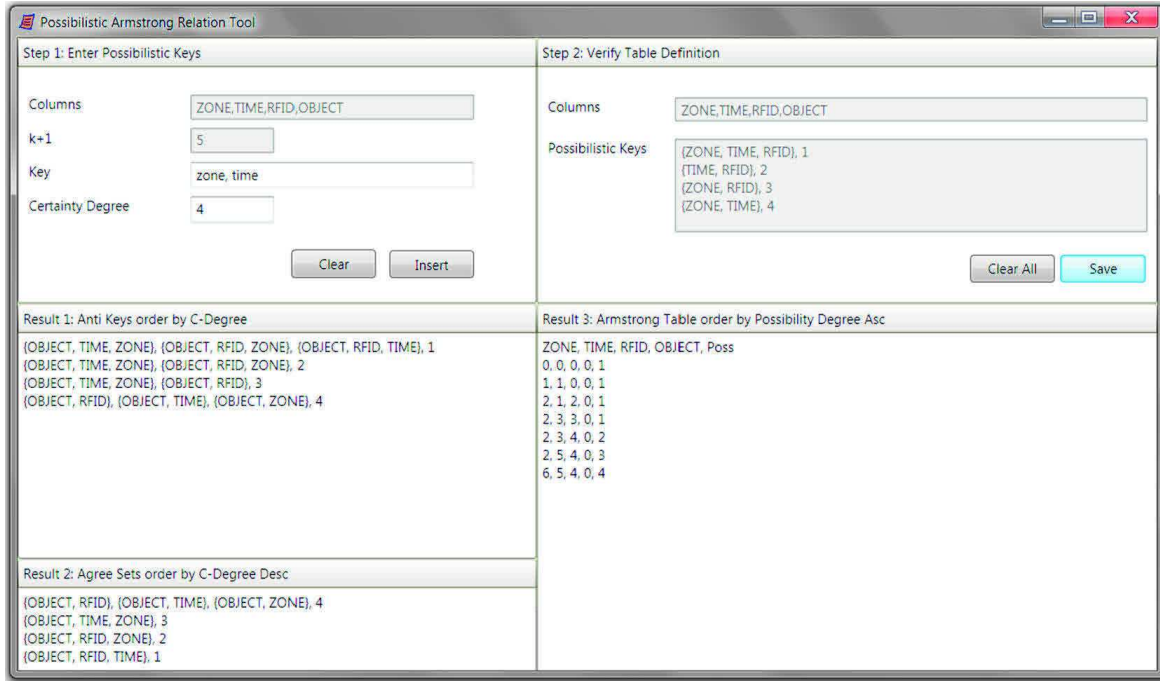 Possibilistic Armstrong Relation Tool
Step 1: Enter Possibilistic Keys
Columns
ZONE,TIME,RFID,OBJECT
k+1
5
Key
zone, time
Certainty Degree
4
Clear
Insert
Step 2: Verify Table Definition
Columns
ZONE,TIME,RFID,OBJECT
Possibilistic Keys
{ZONE, TIME, RFID}, 1
{TIME, RFID}, 2
{ZONE, RFID}, 3
{ZONE, TIME}, 4
Clear All
Save
Result 1: Anti Keys order by C-Degree
{OBJECT, TIME, ZONE}, {OBJECT, RFID, ZONE}, {OBJECT, RFID, TIME}, 1
{OBJECT, TIME, ZONE}, {OBJECT, RFID, ZONE}, 2
{OBJECT, TIME, ZONE}, {OBJECT, RFID}, 3
{OBJECT, RFID}, {OBJECT, TIME}, {OBJECT, ZONE}, 4
Result 2: Agree Sets order by C-Degree Desc
{OBJECT, RFID}, {OBJECT, TIME}, {OBJECT, ZONE}, 4
{OBJECT, TIME, ZONE}, 3
{OBJECT, RFID, ZONE}, 2
{OBJECT, RFID, TIME}, 1
Result 3: Armstrong Table order by Possibility Degree Asc
ZONE, TIME, RFID, OBJECT, Poss
0, 0, 0, 0, 1
1, 1, 0, 0, 1
2, 1, 2, 0, 1
2, 3, 3, 0, 1
2, 3, 4, 0, 2
2, 5, 4, 0, 3
6, 5, 4, 0, 4